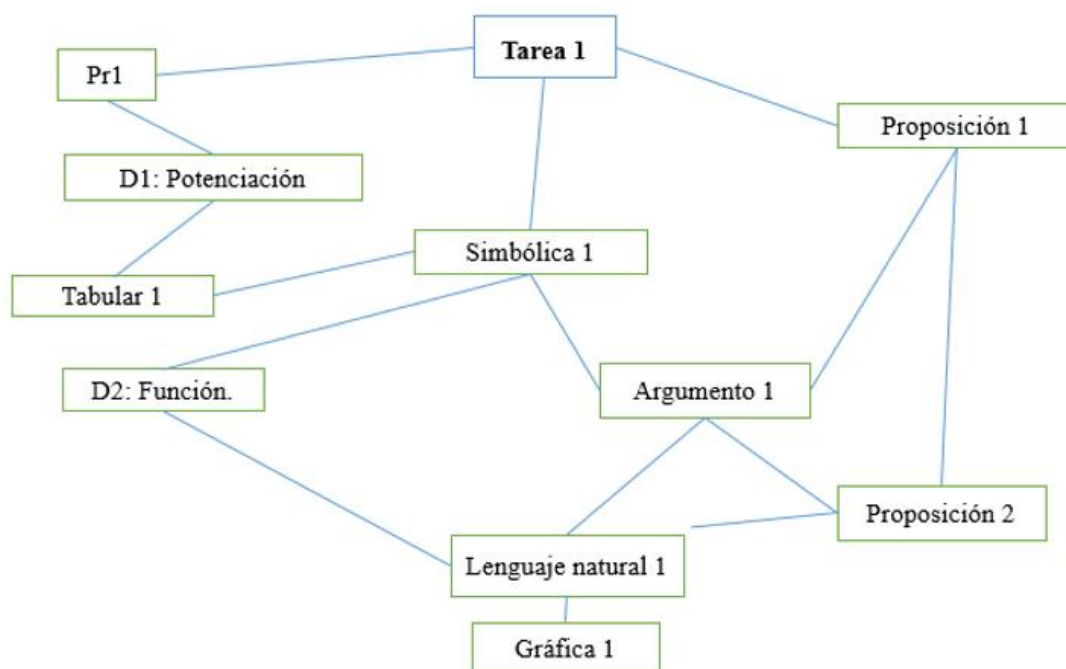 Tarea 1
Pr1
Proposición 1
D1: Potenciación
Simbólica 1
Tabular 1
D2: Función.
Argumento 1
Proposición 2
Lenguaje natural 1
Gráfica 1